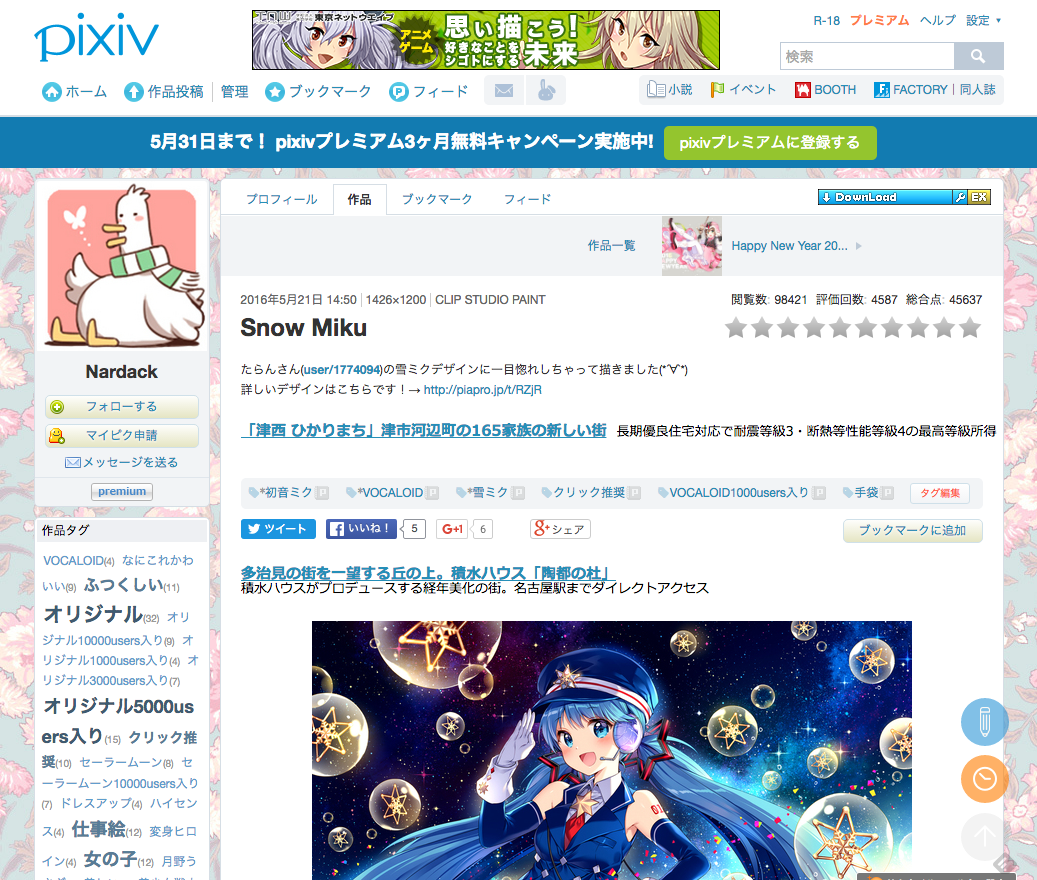 pixiv
東京ネットウェイブ
アニメ
ゲーム
思い描こう!
好きなことを
シゴトにする
未来
R-18 プレミアム ヘルプ 設定
検索
ホーム 作品投稿 管理 ブックマーク フィード
小説 イベント BOOTH FACTORY 同人誌
5月31日まで! pixivプレミアム3ヶ月無料キャンペーン実施中!
pixivプレミアムに登録する
プロフィール 作品 ブックマーク フィード
DownLoad EX
作品一覧 Happy New Year 20...
2016年5月21日 14:50 1426×1200 CLIP STUDIO PAINT
閲覧数: 98421 評価回数: 4587 総合点: 45637
Snow Miku
たらんさん(user/1774094)の雪ミクデザインに一目惚れしちゃって描きました(*´∀`*)
詳しいデザインはこちらです!→ http://piapro.jp/t/RZjR
「津西 ひかりまち」津市河辺町の165家族の新しい街 長期優良住宅対応で耐震等級3・断熱等性能等級4の最高等級所得
*初音ミク *VOCALOID *雪ミク クリック推奨 VOCALOID1000users入り 手袋 タグ編集
ツイート いいね! 5 G+1 6 g+ シェア
ブックマークに追加
多治見の街を一望する丘の上。積水ハウス「陶都の杜」
積水ハウスがプロデュースする経年美化の街。名古屋駅までダイレクトアクセス
Nardack
フォローする
マイピク申請
メッセージを送る
premium
作品タグ
VOCALOID(4) なにこれかわ
いい(9) ふつくしい(11)
オリジナル(32) オリ
ジナル10000users入り(9) オ
リジナル1000users入り(4) オ
リジナル3000users入り(7)
オリジナル5000us
ers入り(15) クリック推
奨(10) セーラームーン(8) セ
ーラームーン10000users入り
(7) ドレスアップ(4) ハイセン
ス(4) 仕事絵(12) 変身ヒロ
イン(4) 女の子(12) 月野う